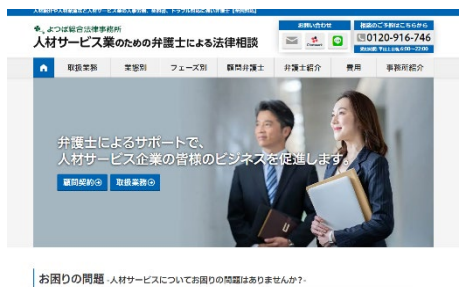 よつば総合法律事務所
人材サービス業のための弁護士による法律相談
お問い合わせ
相談のご予約はこちらから
0120-916-746
取扱業務
業態別
フェーズ別
顧問弁護士
弁護士紹介
費用
事務所紹介
弁護士によるサポートで、
人材サービス企業の皆様のビジネスを促進します。
顧問契約
取扱業務
お困りの問題 -人材サービスについてお困りの問題はありませんか?-